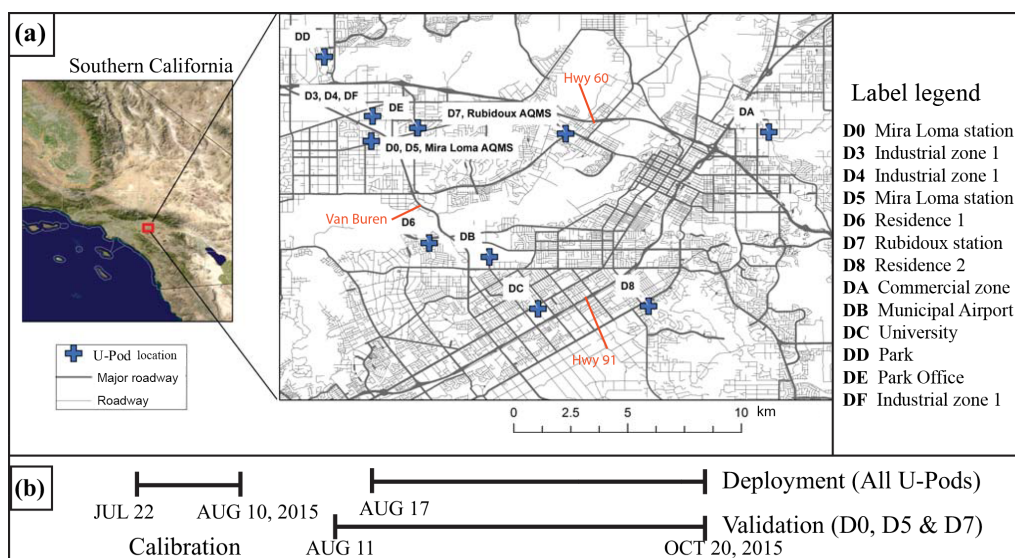 (a)
Southern California
U-Pod location
Major roadway
Roadway
DD
D3, D4, DF
DE
D7, Rubidoux AQMS
D0, D5, Mira Loma AQMS
Hwy 60
DA
Van Buren
D6
DB
DC
D8
Hwy 91
0 2.5 5 10 km
Label legend
D0 Mira Loma station
D3 Industrial zone 1
D4 Industrial zone 1
D5 Mira Loma station
D6 Residence 1
D7 Rubidoux station
D8 Residence 2
DA Commercial zone
DB Municipal Airport
DC University
DD Park
DE Park Office
DF Industrial zone 1
(b)
JUL 22
AUG 10, 2015
Calibration
AUG 17
Deployment (All U-Pods)
AUG 11
OCT 20, 2015
Validation (D0, D5 & D7)